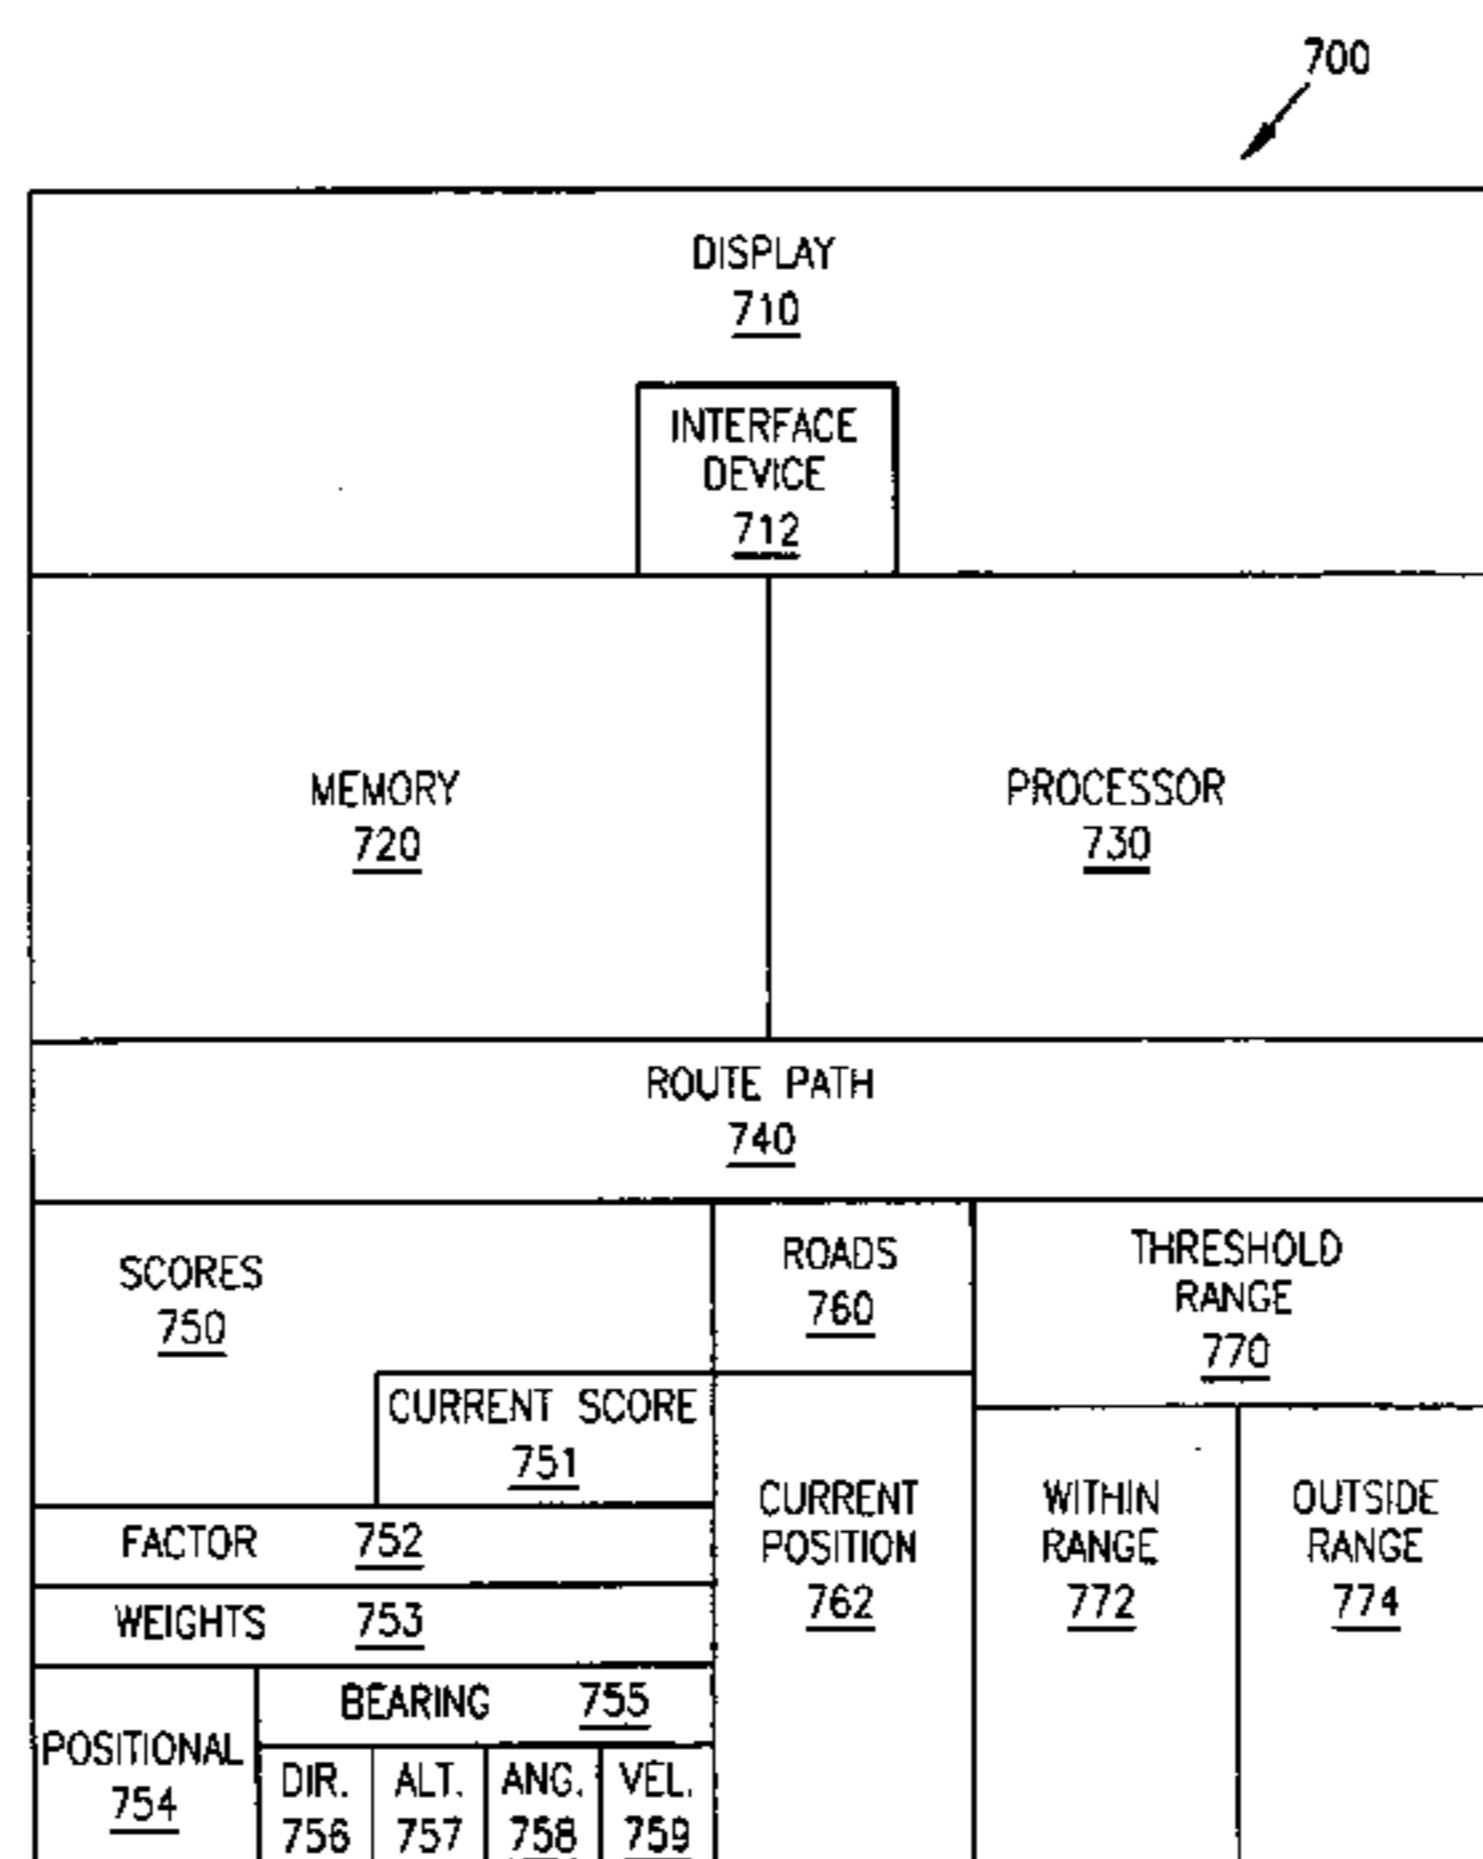 700
DISPLAY
710
INTERFACE
DEVICE
712
MEMORY
720
PROCESSOR
730
ROUTE PATH
740
SCORES
750
CURRENT SCORE
751
FACTOR 752
WEIGHTS 753
POSITIONAL
754
BEARING 755
DIR.
756
ALT.
757
ANG.
758
VEL.
759
ROADS
760
CURRENT
POSITION
762
THRESHOLD
RANGE
770
WITHIN
RANGE
772
OUTSIDE
RANGE
774